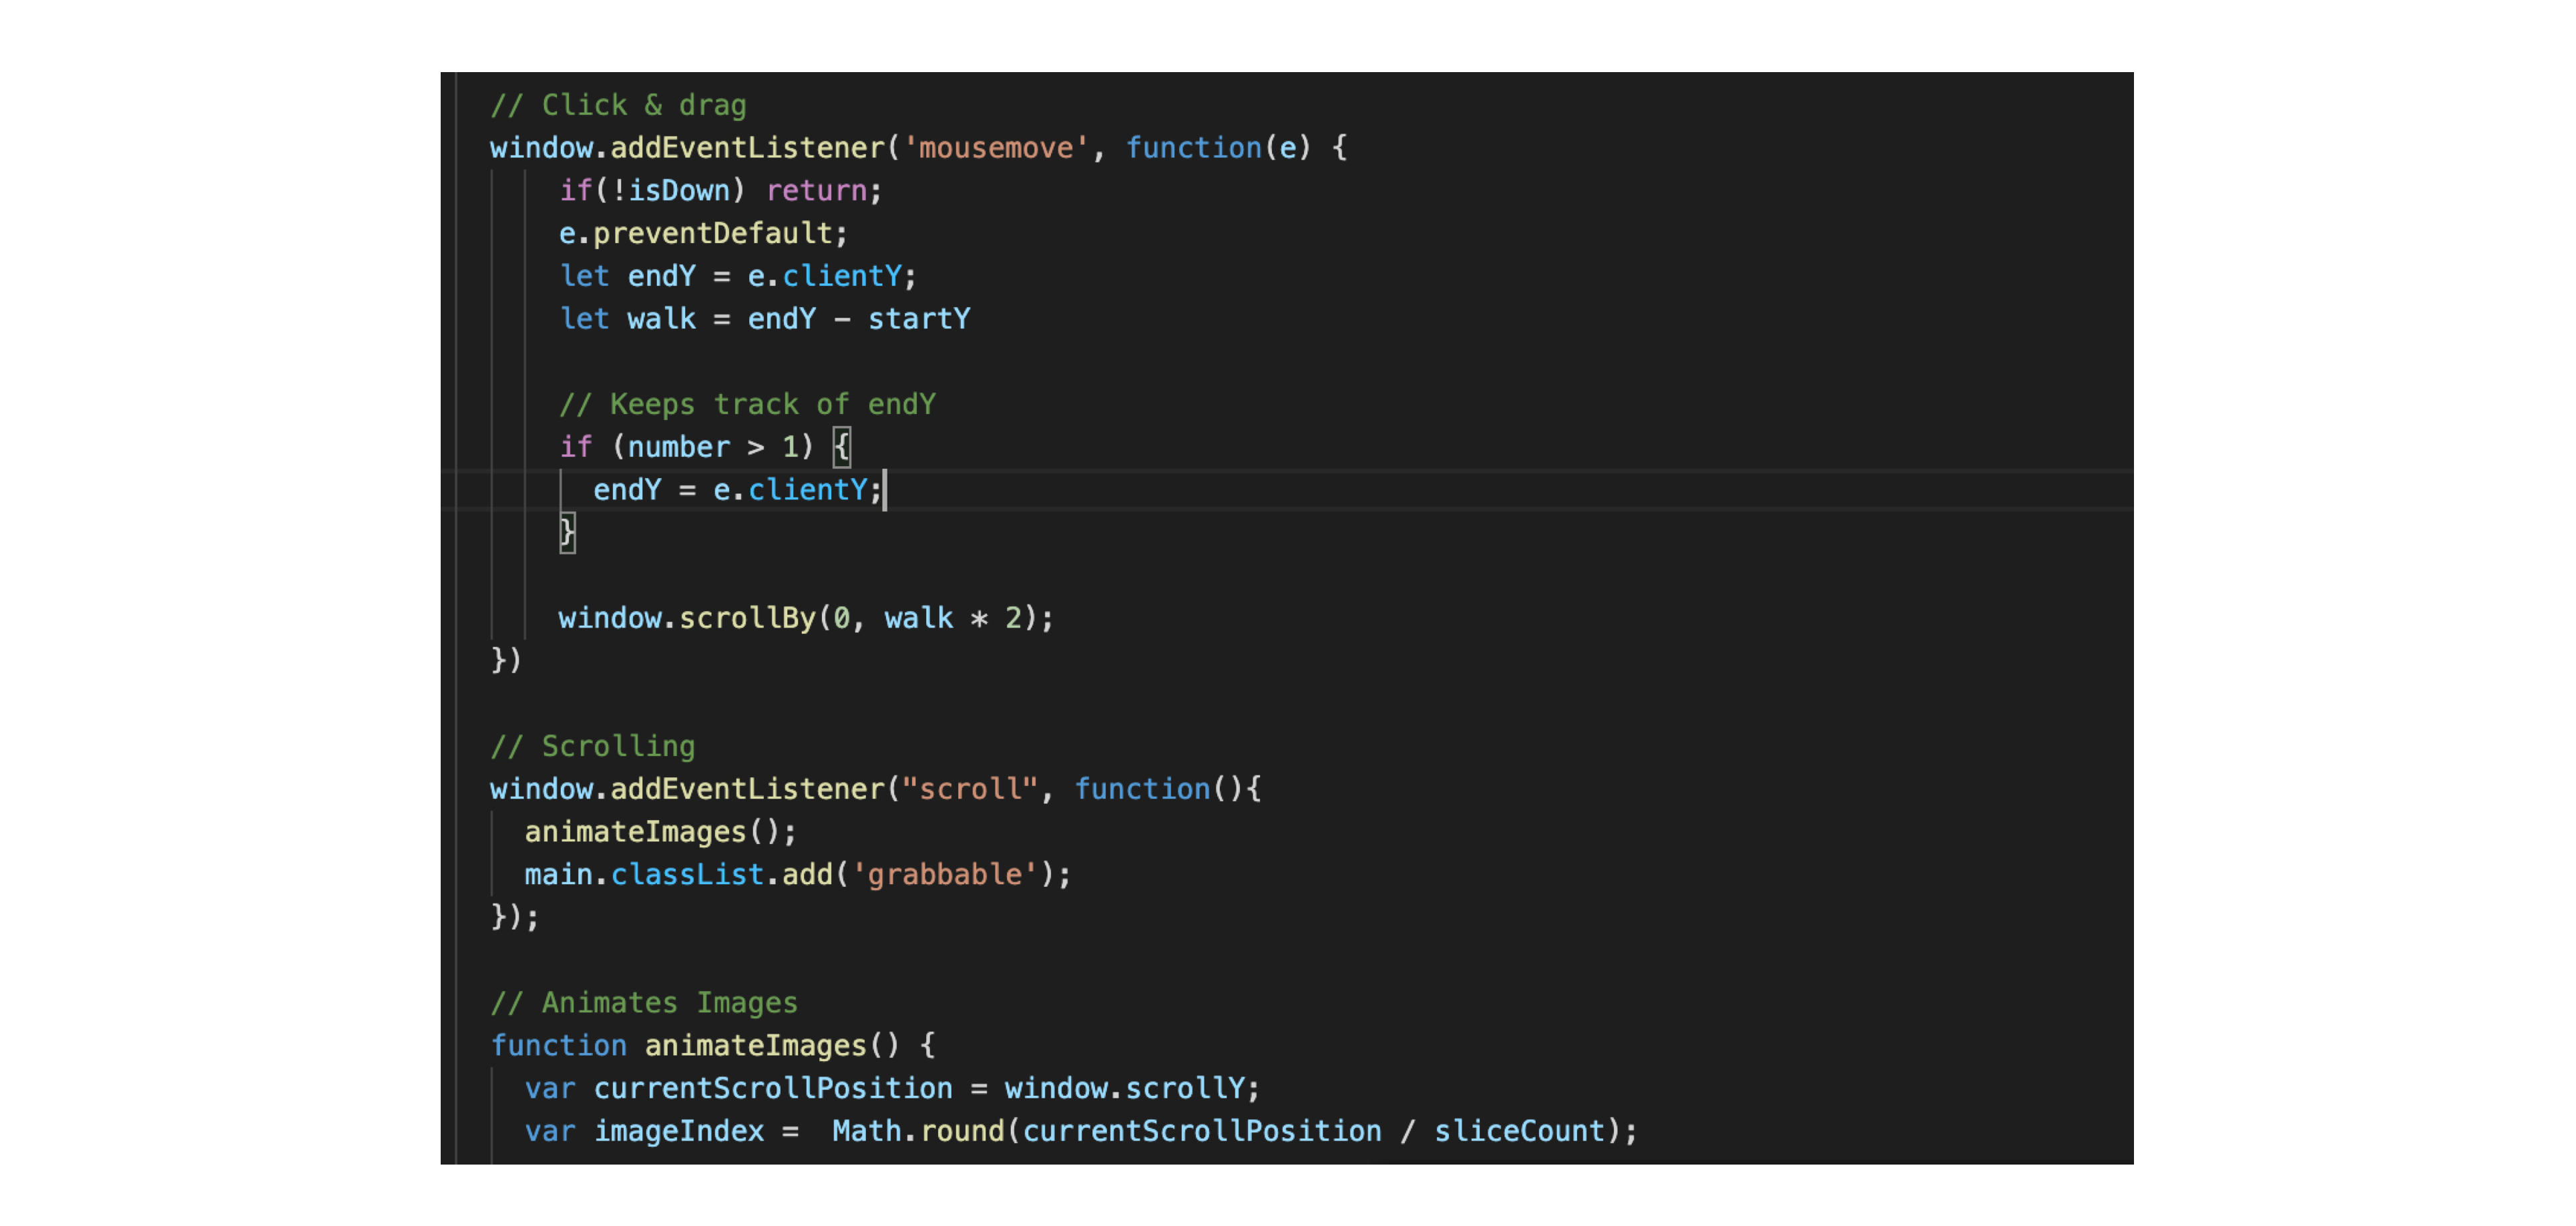 // Click & drag
window.addEventListener('mousemove', function(e) {
if(!isDown) return;
e.preventDefault;
let endY = e.clientY;
let walk = endY - startY
// Keeps track of endY
if (number > 1) {
endY = e.clientY;
}
window.scrollBy(0, walk * 2);
})
// Scrolling
window.addEventListener("scroll", function(){
animateImages();
main.classList.add('grabbable');
});
// Animates Images
function animateImages() {
var currentScrollPosition = window.scrollY;
var imageIndex =  Math.round(currentScrollPosition / sliceCount);